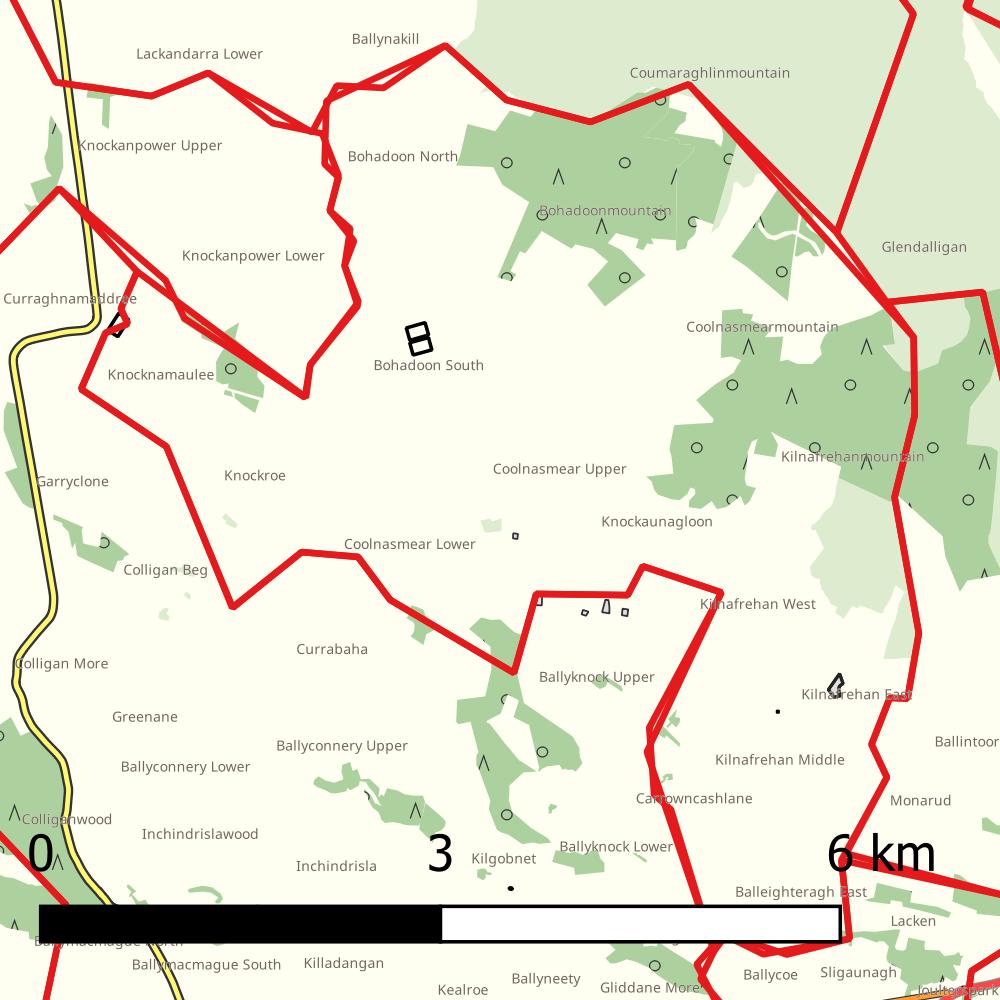 Ballynakill
Lackandarra Lower
Coumaraghlinmountain
Knockanpower Upper
Bohadoon North
Bohadoonmountain
Glendalligan
Knockanpower Lower
Curraghnamaddree
Coolnasmearmountain
Bohadoon South
Knocknamaulee
Kilnafrehanmountain
Coolnasmear Upper
Knockroe
Garryclone
Knockaunagloon
Coolnasmear Lower
Colligan Beg
Kilnafrehan West
Currabaha
Colligan More
Ballyknock Upper
Kilnafrehan East
Greenane
Ballyconnery Upper
Ballintoor
Kilnafrehan Middle
Ballyconnery Lower
Carrowncashlane
Monarud
Colliganwood
Inchindrislawood
Ballyknock Lower
0 3 6 km
Kilgobnet
Inchindrisla
Balleighteragh East
Lacken
Ballymacmague North
Ballymacmague South
Killadangan
Ballycoe
Sligaunagh
Ballyneety
Gliddane More
Kealroe